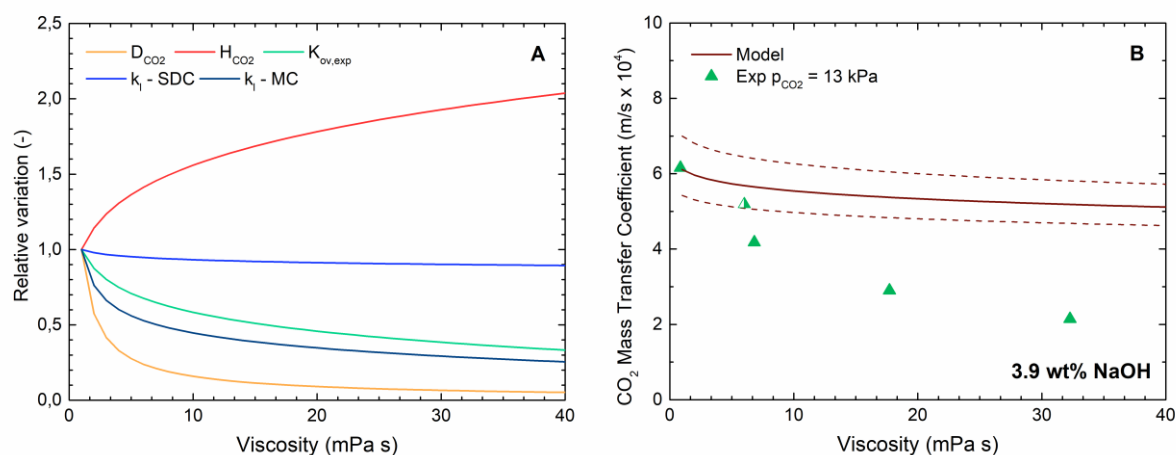 D_CO2 H_CO2 K_ov,exp
k_l - SDC k_l - MC
A
2,5
2,0
1,5
1,0
0,5
0,0
Relative variation (-)
0 10 20 30 40
Viscosity (mPa s)
Model
Exp p_CO2 = 13 kPa
B
10
8
6
4
2
0
CO₂ Mass Transfer Coefficient (m/s x 10⁴)
3.9 wt% NaOH
0 10 20 30 40
Viscosity (mPa s)